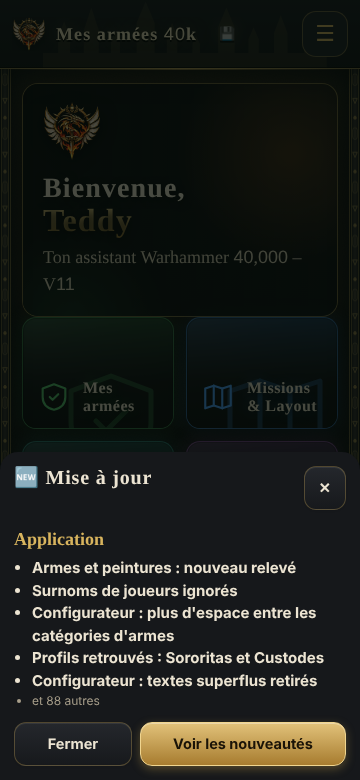 Mes armées 40k
Bienvenue,
Teddy
Ton assistant Warhammer 40,000 –
V11
Mes
armées
Missions
& Layout
NEW Mise à jour
×
Application
• Armes et peintures : nouveau relevé
• Surnoms de joueurs ignorés
• Configurateur : plus d'espace entre les
catégories d'armes
• Profils retrouvés : Sororitas et Custodes
• Configurateur : textes superflus retirés
• et 88 autres
Fermer
Voir les nouveautés